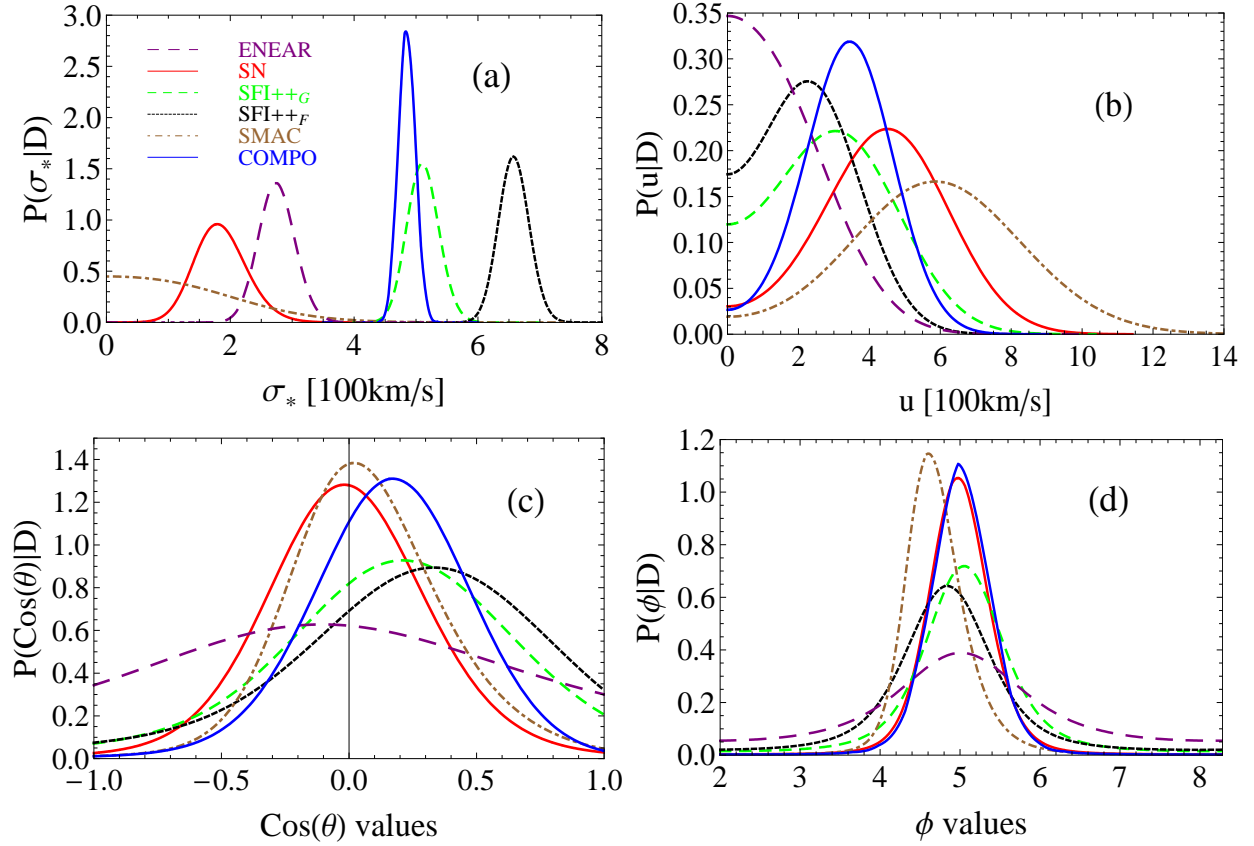 3.0
2.5
2.0
1.5
1.0
0.5
0.0
P(σ*|D)
ENEAR
SN
SFI++G
SFI++F
SMAC
COMPO
(a)
0 2 4 6 8
σ* [100km/s]
0.35
0.30
0.25
0.20
0.15
0.10
0.05
0.00
P(u|D)
(b)
0 2 4 6 8 10 12 14
u [100km/s]
1.4
1.2
1.0
0.8
0.6
0.4
0.2
0.0
P(Cos(θ)|D)
(c)
−1.0 −0.5 0.0 0.5 1.0
Cos(θ) values
1.2
1.0
0.8
0.6
0.4
0.2
0.0
P(ϕ|D)
(d)
2 3 4 5 6 7 8
ϕ values